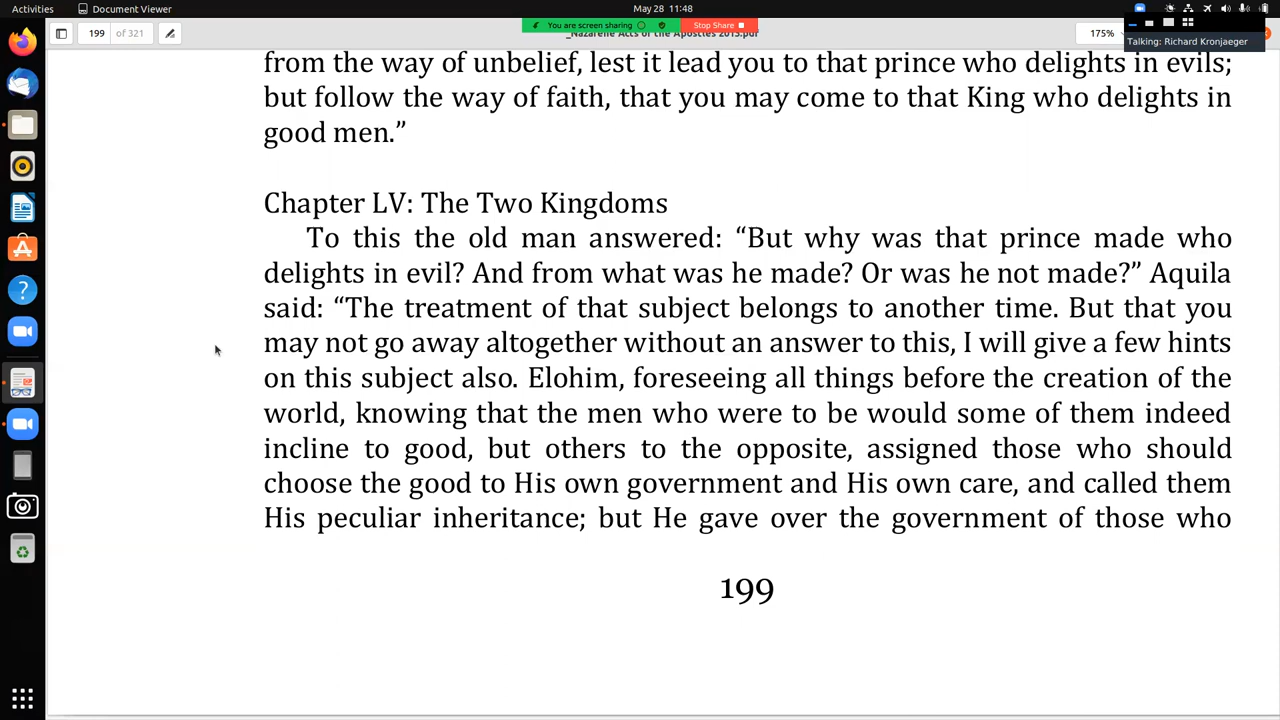 Activities Document Viewer May 28 11:48
You are screen sharing Stop Share
199 of 321 _Nazarene Acts of the Apostles 2013.pdf 175%
Talking: Richard Kronjaeger
from the way of unbelief, lest it lead you to that prince who delights in evils;
but follow the way of faith, that you may come to that King who delights in
good men.”
Chapter LV: The Two Kingdoms
To this the old man answered: “But why was that prince made who
delights in evil? And from what was he made? Or was he not made?” Aquila
said: “The treatment of that subject belongs to another time. But that you
may not go away altogether without an answer to this, I will give a few hints
on this subject also. Elohim, foreseeing all things before the creation of the
world, knowing that the men who were to be would some of them indeed
incline to good, but others to the opposite, assigned those who should
choose the good to His own government and His own care, and called them
His peculiar inheritance; but He gave over the government of those who
199